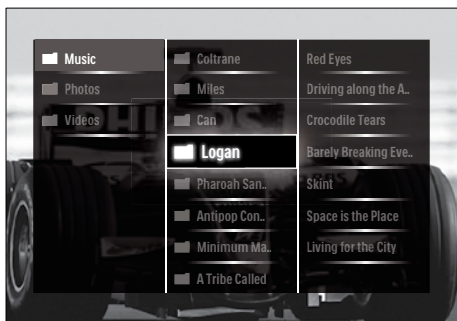 Music
Photos
Videos
Coltrane
Miles
Can
Logan
Pharoah San..
Antipop Con..
Minimum Ma..
A Tribe Called
Red Eyes
Driving along the A..
Crocodile Tears
Barely Breaking Eve..
Skint
Space is the Place
Living for the City